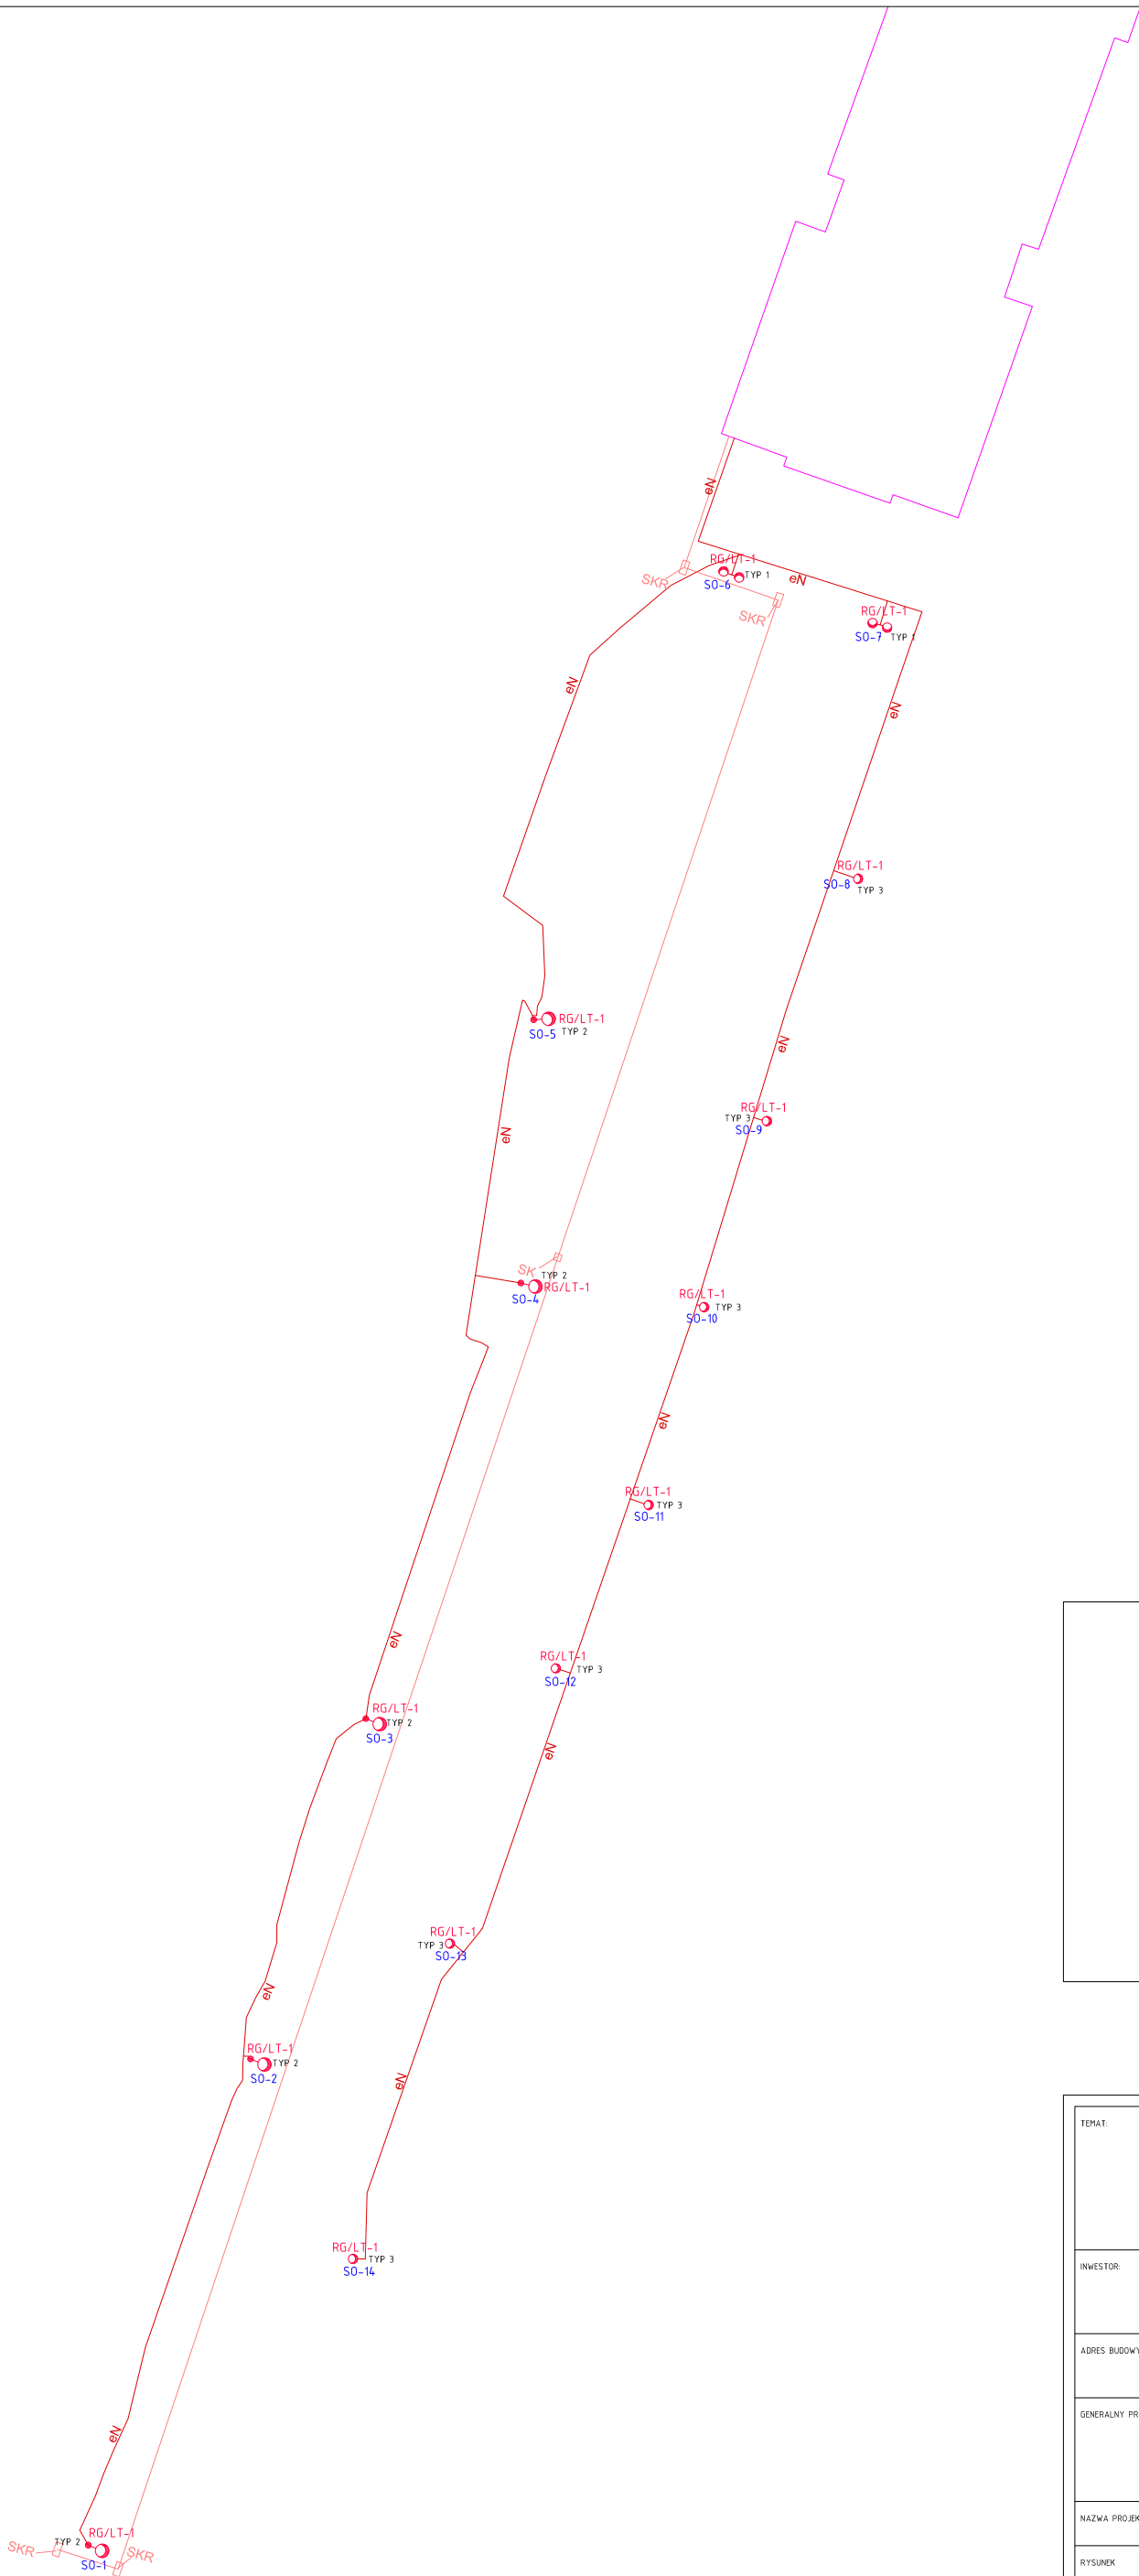 eN
RG/LT-1
SO-6
TYP 1
SKR
SKR
eN
RG/LT-1
SO-7
TYP 1
eN
eN
RG/LT-1
SO-8
TYP 3
RG/LT-1
SO-5
TYP 2
eN
RG/LT-1
TYP 3
SO-9
eN
SK
TYP 2
RG/LT-1
SO-4
RG/LT-1
TYP 3
SO-10
eN
RG/LT-1
TYP 3
SO-11
eN
RG/LT-1
TYP 3
SO-12
RG/LT-1
TYP 2
SO-3
eN
RG/LT-1
TYP 3
SO-13
eN
RG/LT-1
TYP 2
SO-2
eN
RG/LT-1
TYP 3
SO-14
eN
RG/LT-1
TYP 2
SO-1
SKR
SKR
TEMAT:
INWESTOR:
ADRES BUDOWY
GENERALNY PR
NAZWA PROJEK
RYSUNEK